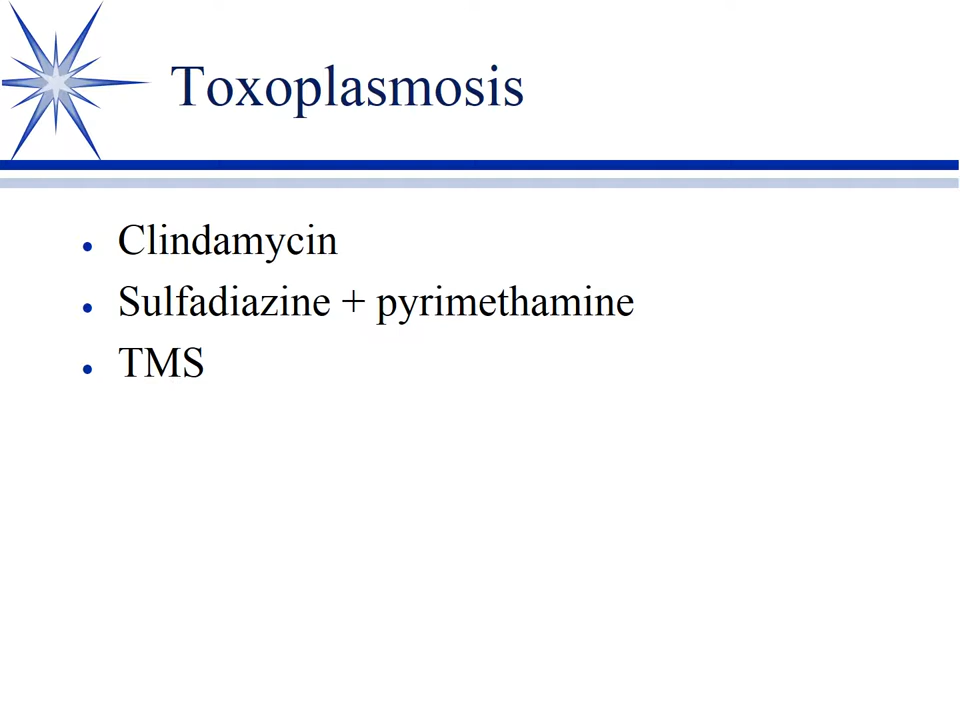 Toxoplasmosis
• Clindamycin
• Sulfadiazine + pyrimethamine
• TMS